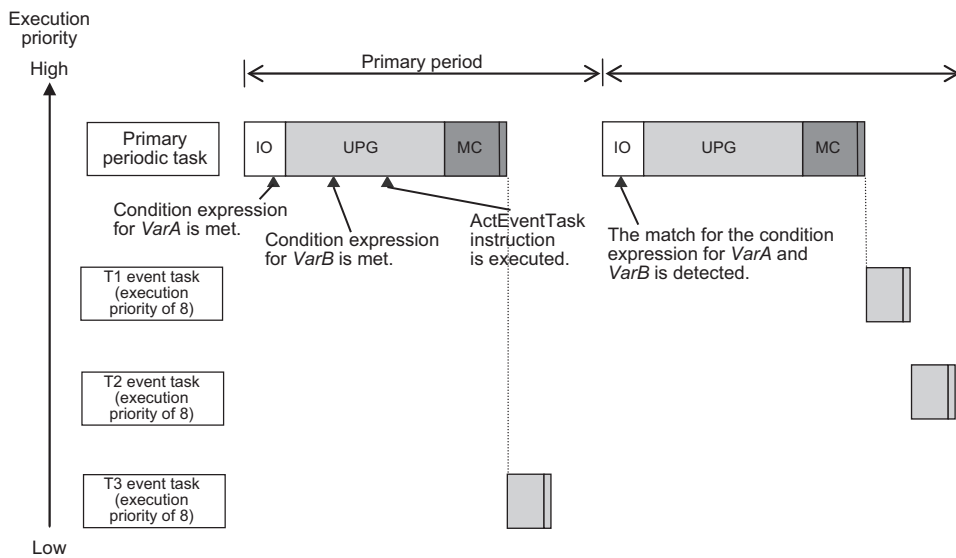 Execution
priority
High
Primary period
Primary
periodic task
IO
UPG
MC
IO
UPG
MC
Condition expression
for VarA is met.
Condition expression
for VarB is met.
ActEventTask
instruction
is executed.
The match for the condition
expression for VarA and
VarB is detected.
T1 event task
(execution
priority of 8)
T2 event task
(execution
priority of 8)
T3 event task
(execution
priority of 8)
Low